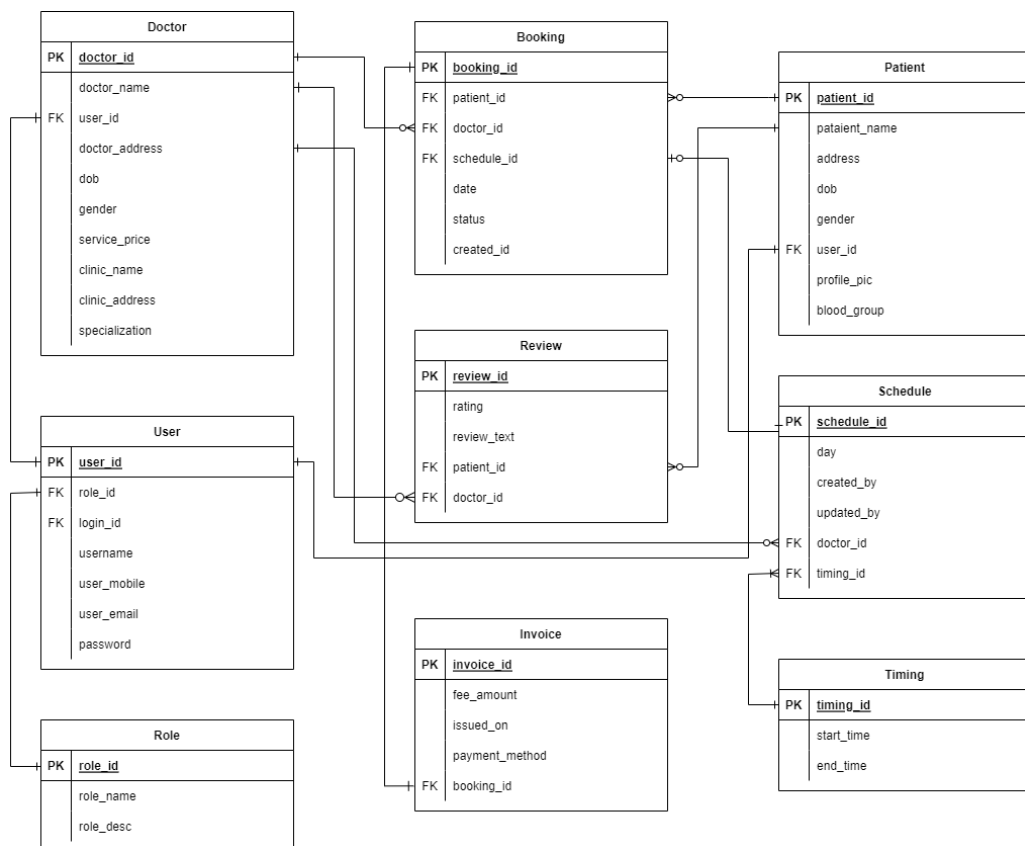 Doctor
PK doctor_id
doctor_name
FK user_id
doctor_address
dob
gender
service_price
clinic_name
clinic_address
specialization
Booking
PK booking_id
FK patient_id
FK doctor_id
FK schedule_id
date
status
created_id
Patient
PK patient_id
pataient_name
address
dob
gender
FK user_id
profile_pic
blood_group
Review
PK review_id
rating
review_text
FK patient_id
FK doctor_id
Schedule
PK schedule_id
day
created_by
updated_by
FK doctor_id
FK timing_id
User
PK user_id
FK role_id
FK login_id
username
user_mobile
user_email
password
Invoice
PK invoice_id
fee_amount
issued_on
payment_method
FK booking_id
Timing
PK timing_id
start_time
end_time
Role
PK role_id
role_name
role_desc